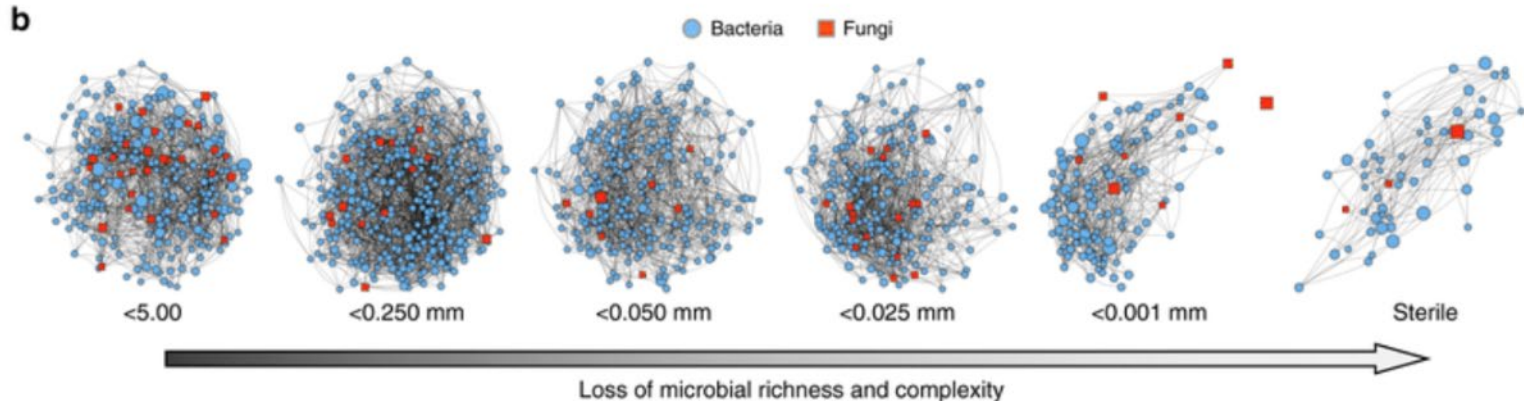 b
Bacteria Fungi
<5.00 <0.250 mm <0.050 mm <0.025 mm <0.001 mm Sterile
Loss of microbial richness and complexity